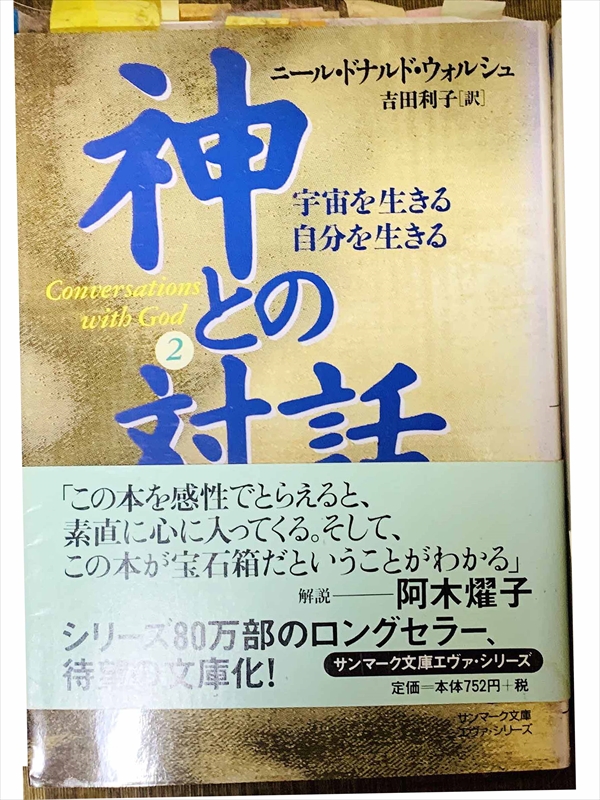 ニール・ドナルド・ウォルシュ
吉田利子[訳]
神
との
対話
宇宙を生きる
自分を生きる
Conversations
with God
2
「この本を感性でとらえると、
素直に心に入ってくる。そして、
この本が宝石箱だということがわかる」
解説──阿木燿子
シリーズ80万部のロングセラー、
待望の文庫化!
サンマーク文庫エヴァ・シリーズ
定価=本体752円+税
サンマーク文庫
エヴァ・シリーズ